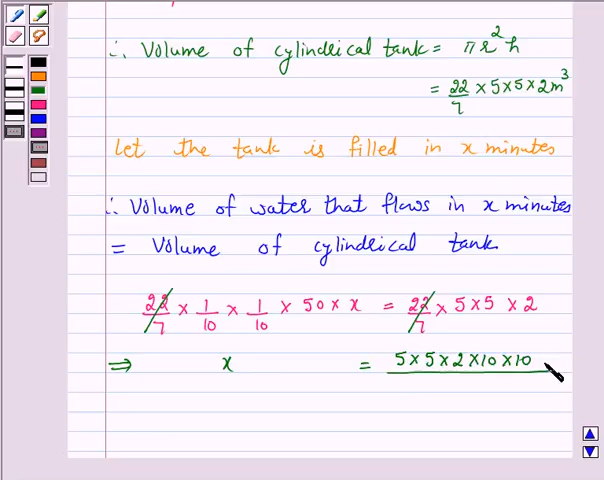 ∴ Volume of cylindrical tank = πr²h
= 22/7 × 5 × 5 × 2 m³
Let the tank is filled in x minutes
∴ Volume of water that flows in x minutes
= Volume of cylindrical tank
22/7 × 1/10 × 1/10 × 50 × x = 22/7 × 5 × 5 × 2
⇒ x = 5 × 5 × 2 × 10 × 10